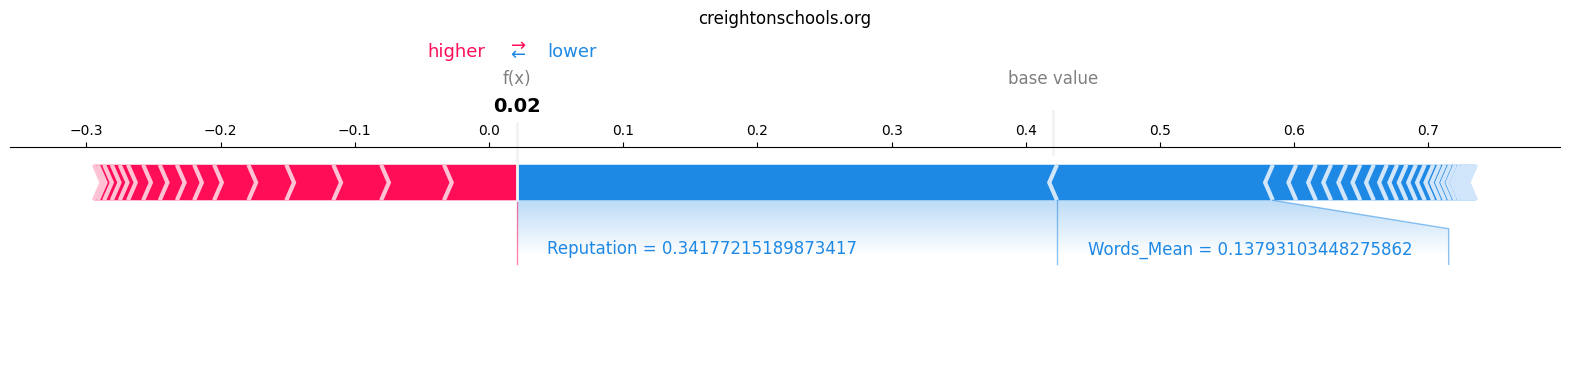 creightonschools.org
higher ⇄ lower
f(x)
base value
0.02
−0.3 −0.2 −0.1 0.0 0.1 0.2 0.3 0.4 0.5 0.6 0.7
Reputation = 0.34177215189873417
Words_Mean = 0.13793103448275862